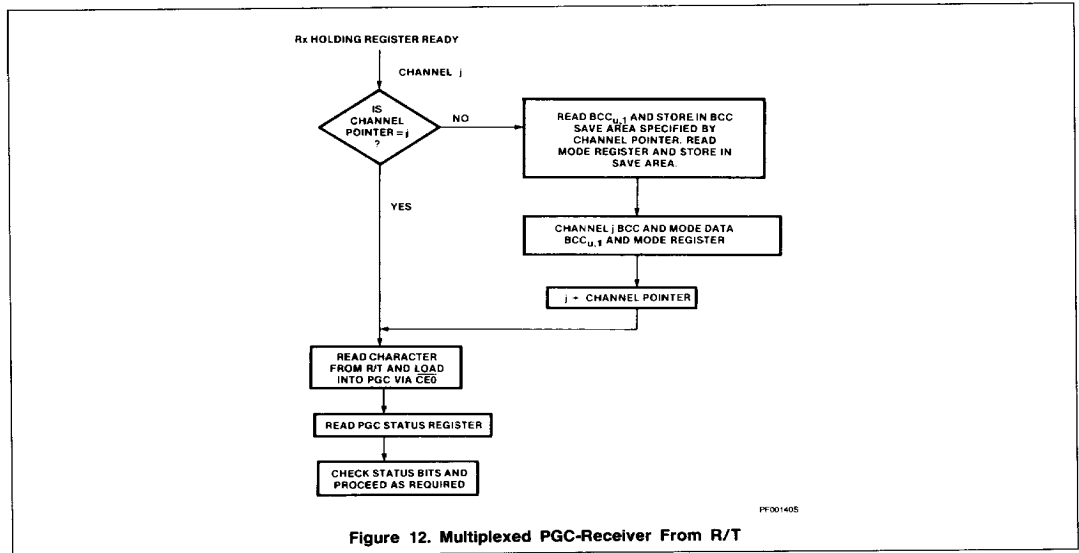 Rx HOLDING REGISTER READY
CHANNEL j
IS
CHANNEL
POINTER = j
?
NO
READ BCCu,1 AND STORE IN BCC
SAVE AREA SPECIFIED BY
CHANNEL POINTER. READ
MODE REGISTER AND STORE IN
SAVE AREA.
YES
CHANNEL j BCC AND MODE DATA
BCCu,1 AND MODE REGISTER
j + CHANNEL POINTER
READ CHARACTER
FROM R/T AND LOAD
INTO PGC VIA C̅E̅0̅
READ PGC STATUS REGISTER
CHECK STATUS BITS AND
PROCEED AS REQUIRED
PF00140S
Figure 12. Multiplexed PGC-Receiver From R/T